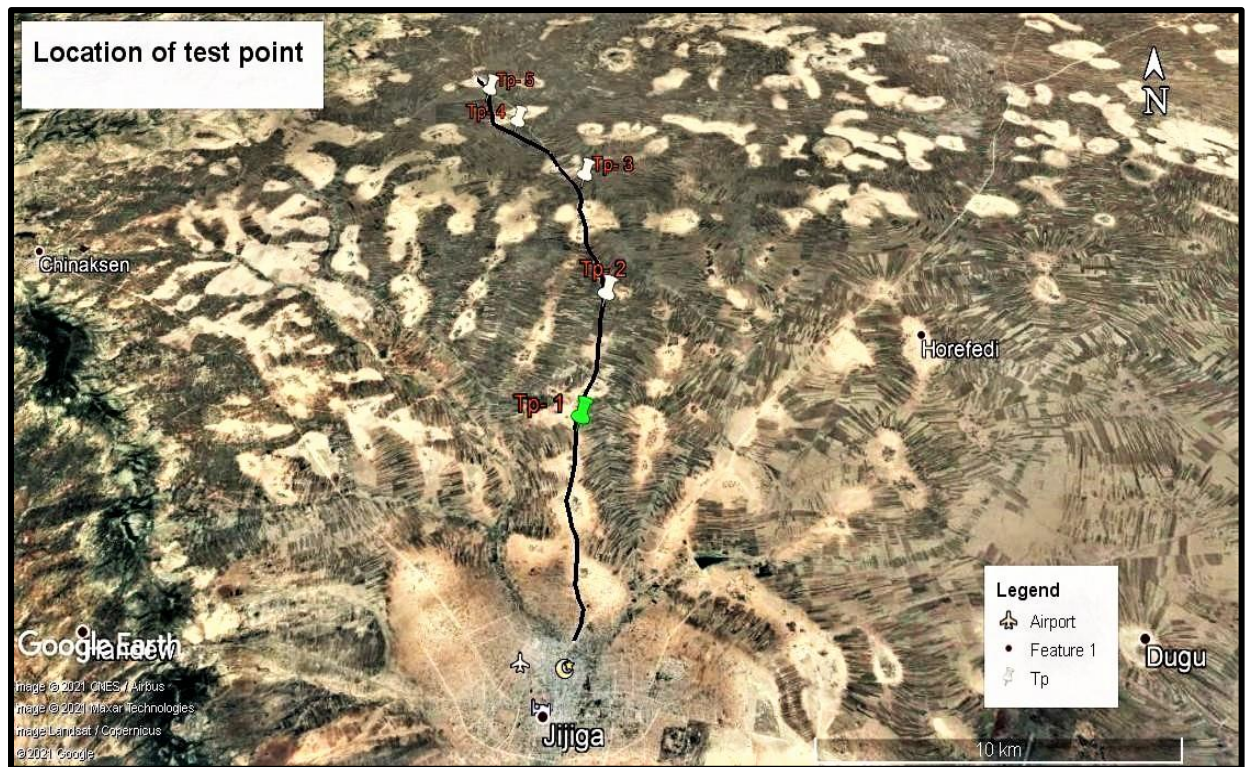 Location of test point
N
Tp- 5
Tp- 4
Tp- 3
Chinaksen
Tp- 2
Horefedi
Tp- 1
Legend
Airport
Feature 1
Tp
Google Earth
Dugu
Image © 2021 CNES / Airbus
Image © 2021 Maxar Technologies
Image Landsat / Copernicus
© 2021 Google
Jijiga
10 km